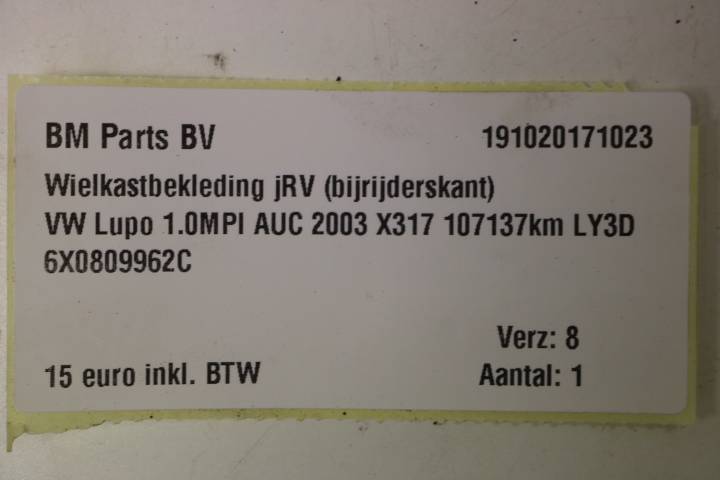 BM Parts BV 191020171023
Wielkastbekleding jRV (bijrijderskant)
VW Lupo 1.0MPI AUC 2003 X317 107137km LY3D
6X0809962C
Verz: 8
15 euro inkl. BTW Aantal: 1